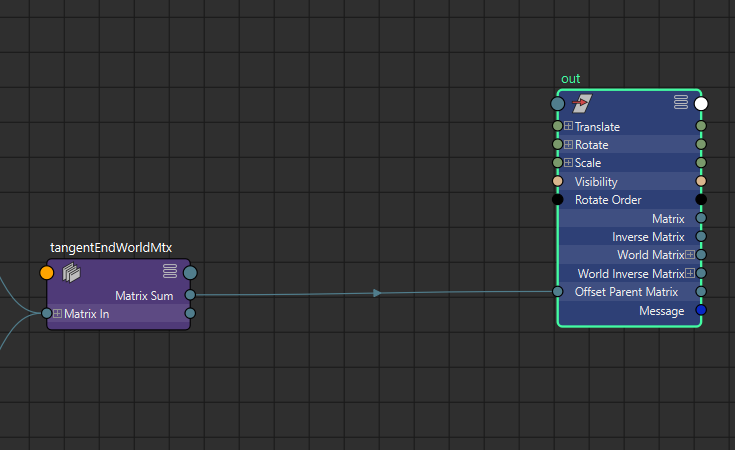 out
Translate
Rotate
Scale
Visibility
Rotate Order
Matrix
Inverse Matrix
World Matrix
World Inverse Matrix
Offset Parent Matrix
Message
tangentEndWorldMtx
Matrix Sum
Matrix In